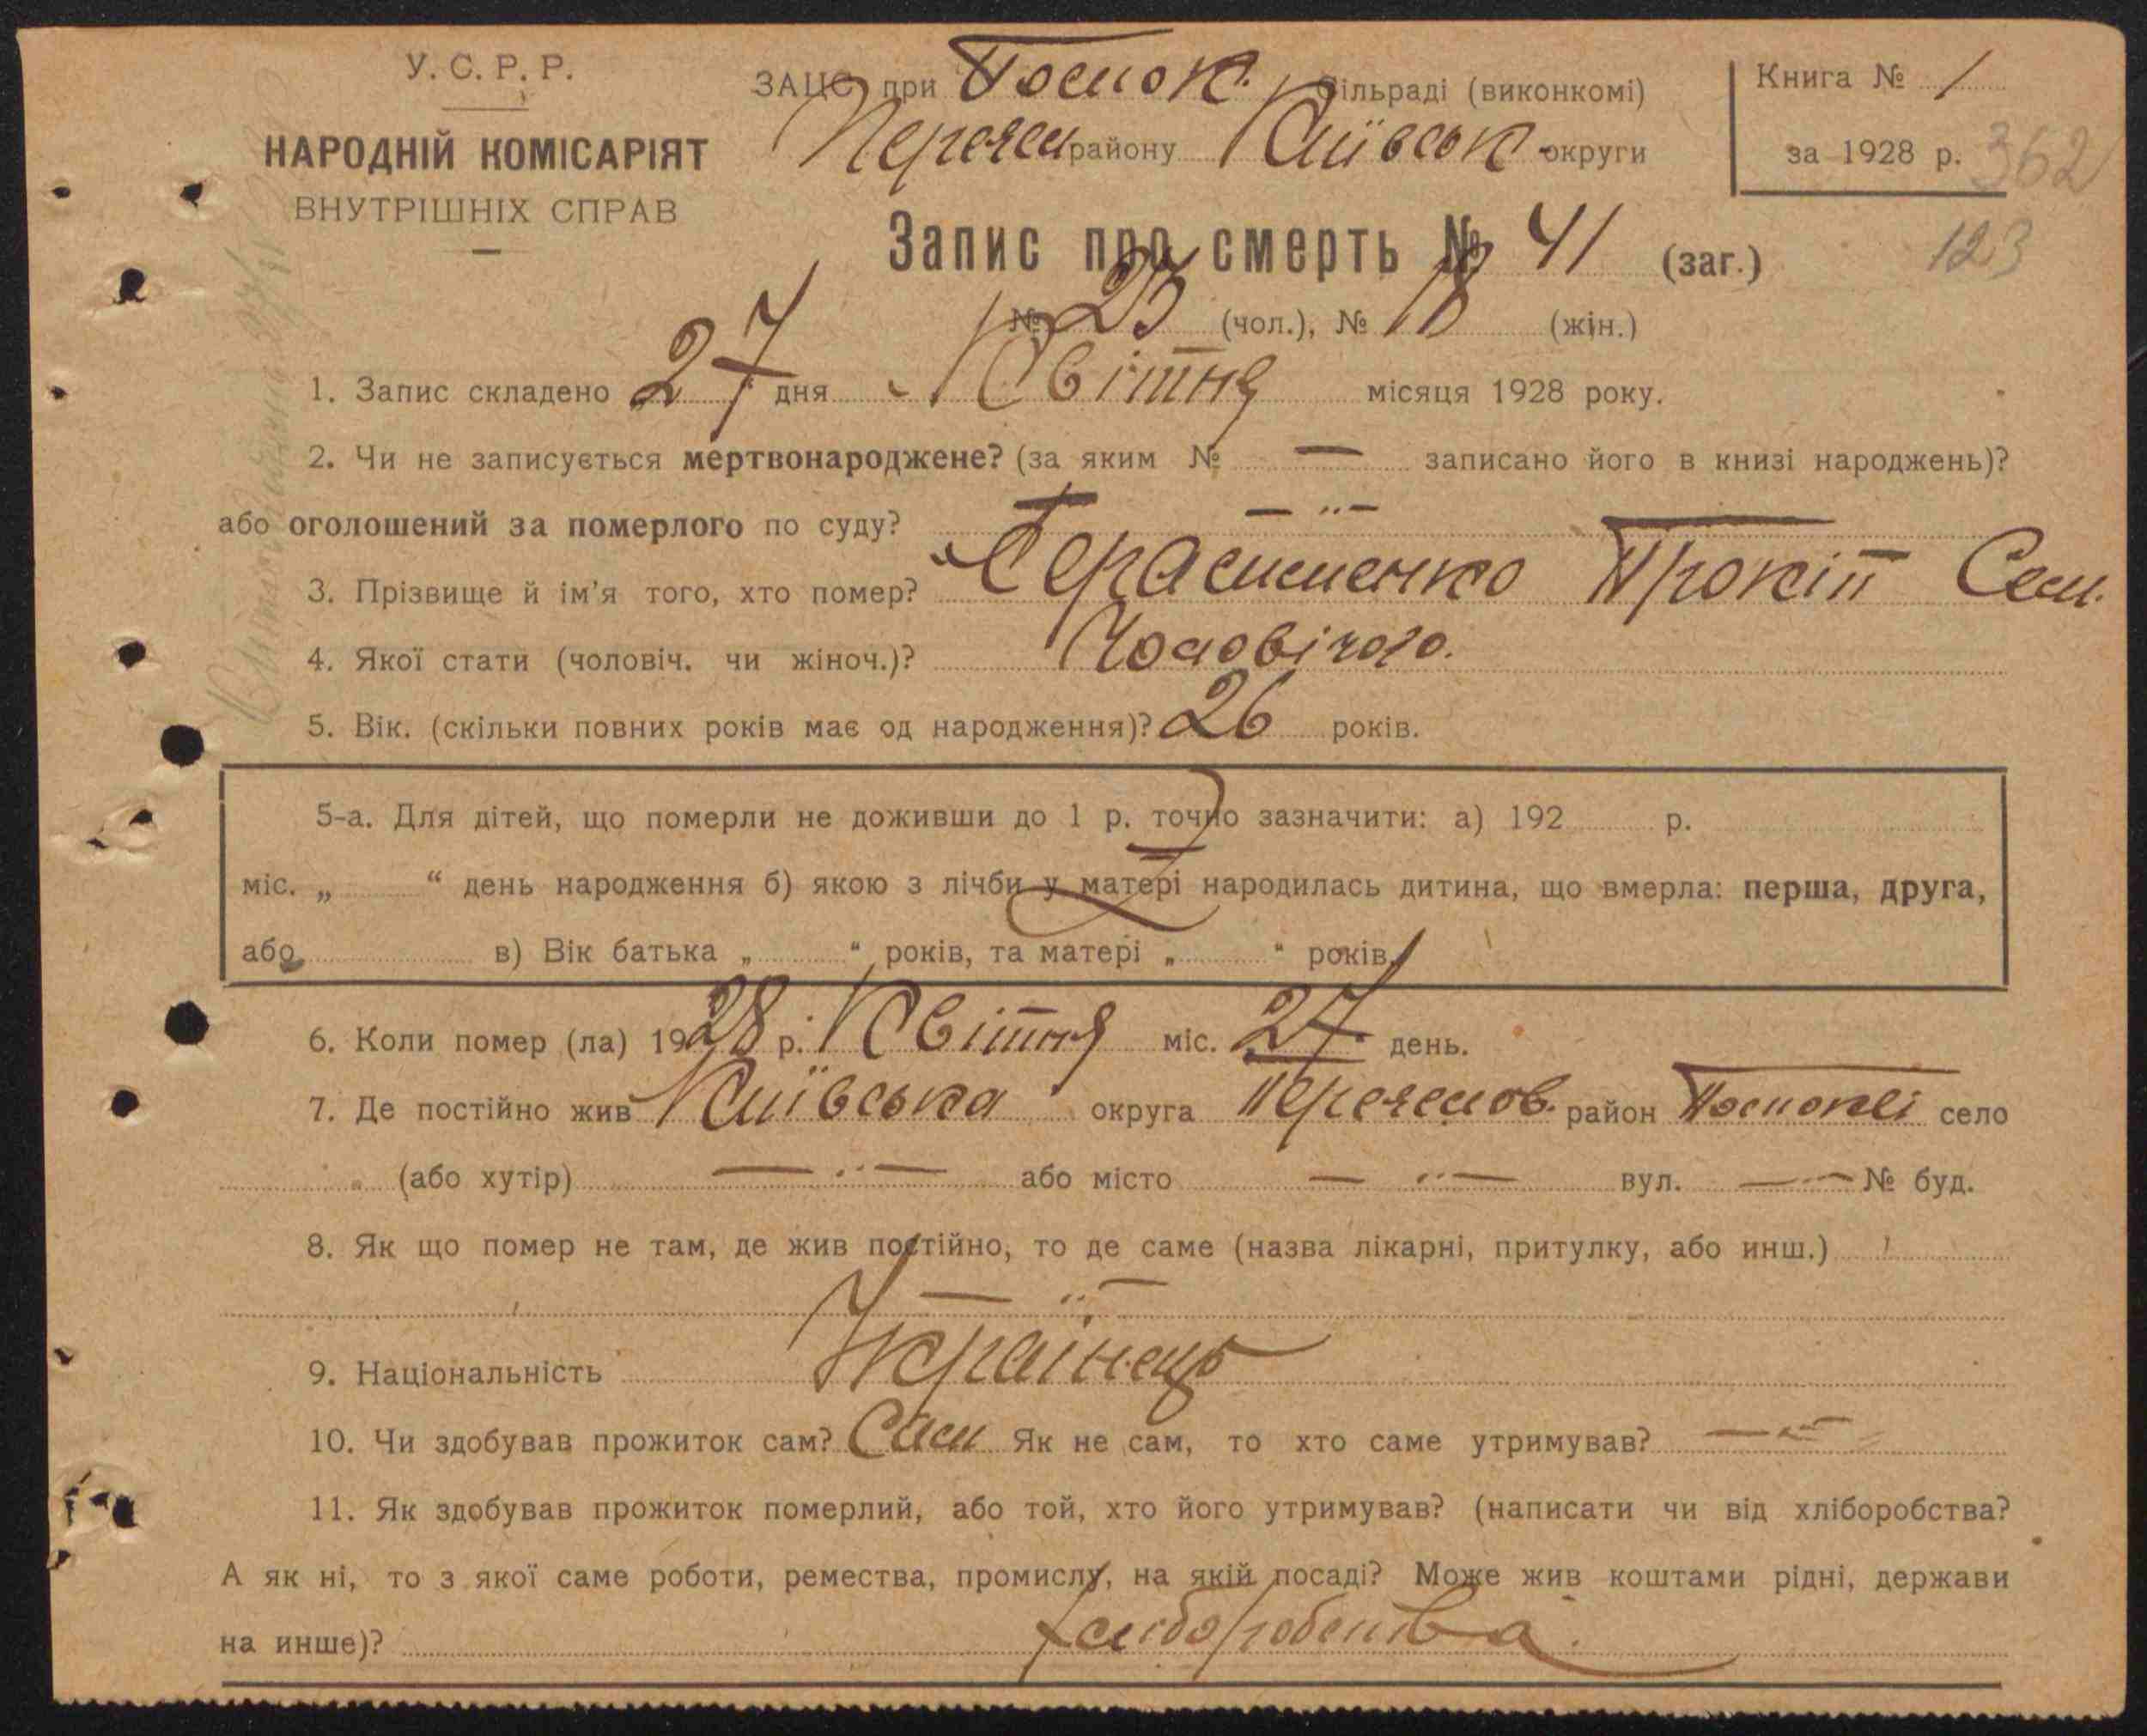 У. С. Р. Р.
НАРОДНІЙ КОМІСАРІЯТ
ВНУТРІШНІХ СПРАВ
ЗАЦС при Помок. Сільраді (виконкомі)
Переяс району Київськ округи
Книга № 1
за 1928 р.
362
123
Запис про смерть № 41 (заг.)
№ 23 (чол.), № 18 (жін.)
1. Запис складено 27 дня Квітня місяця 1928 року.
2. Чи не записується мертвонароджене? (за яким № — записано його в книзі народжень)?
або оголошений за померлого по суду? — " —
3. Прізвище й ім'я того, хто помер? Герасименко Прокіп Сем.
4. Якої стати (чоловіч. чи жіноч.)? Чоловічого.
5. Вік. (скільки повних років має од народження)? 26 років.
5-а. Для дітей, що померли не доживши до 1 р. точно зазначити: а) 192 р.
міс. „ “ день народження б) якою з лічби у матері народилась дитина, що вмерла: перша, друга,
або в) Вік батька „ “ років, та матері „ “ років.
6. Коли помер (ла) 1928 р. Квітня міс. 27 день.
7. Де постійно жив Київська округа Переяслов. район Помоклі село
(або хутір) — " — або місто — " — вул. — " — № буд.
8. Як що помер не там, де жив постійно, то де саме (назва лікарні, притулку, або инш.)
— " —
9. Національність Українець
10. Чи здобував прожиток сам? Сам Як не сам, то хто саме утримував? — " —
11. Як здобував прожиток померлий, або той, хто його утримував? (написати чи від хліборобства?
А як ні, то з якої саме роботи, ремества, промислу, на якій посаді? Може жив коштами рідні, держави
на инше)? хліборобства.